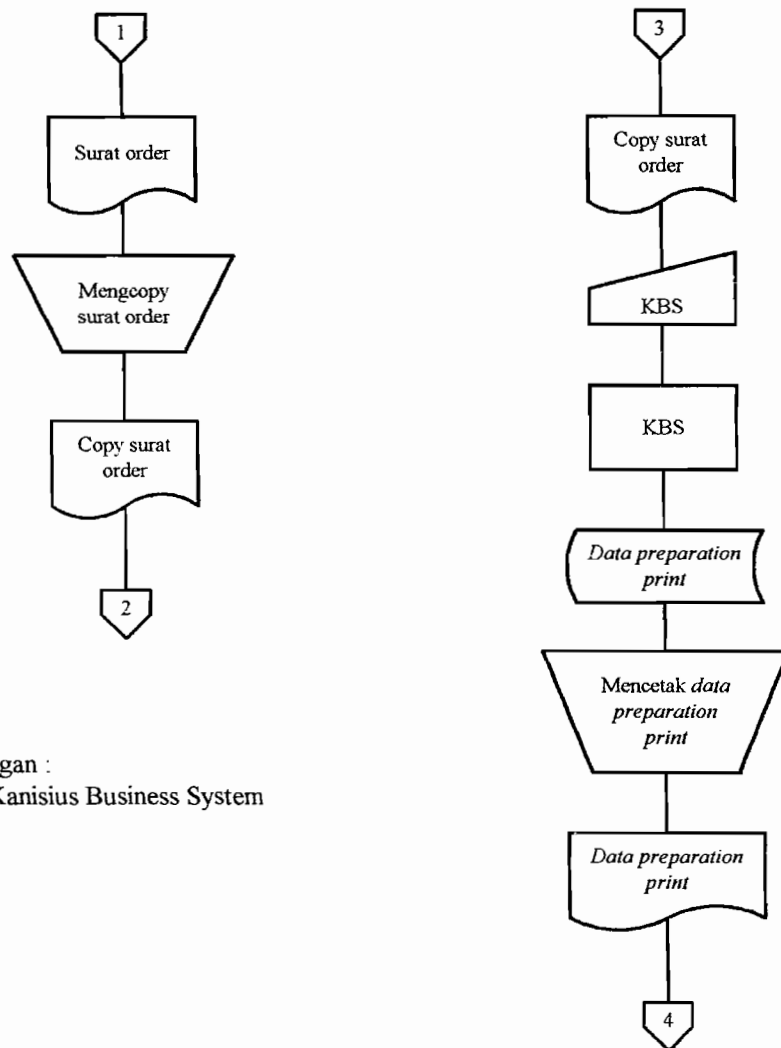 1
Surat order
Mengcopy
surat order
Copy surat
order
2
gan :
Kanisius Business System
3
Copy surat
order
KBS
KBS
Data preparation
print
Mencetak data
preparation
print
Data preparation
print
4